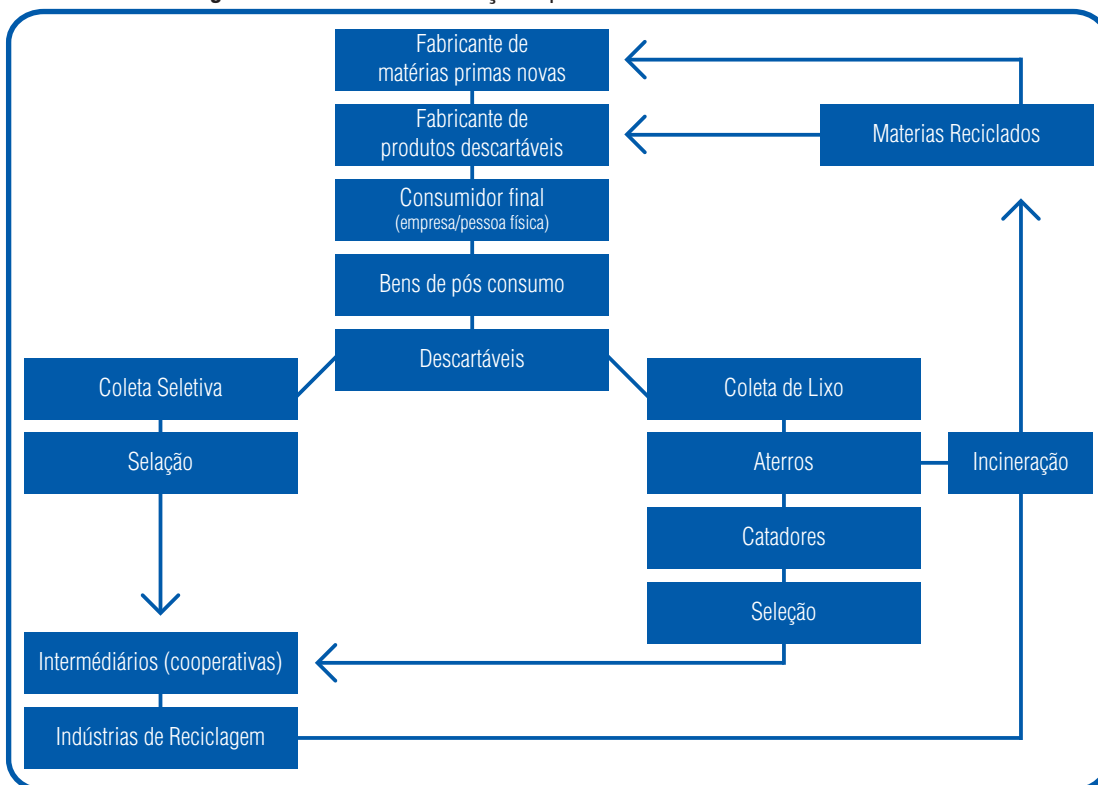 Fabricante de
matérias primas novas
Fabricante de
produtos descartáveis
Materias Reciclados
Consumidor final
(empresa/pessoa física)
Bens de pós consumo
Descartáveis
Coleta Seletiva
Coleta de Lixo
Selação
Aterros
Incineração
Catadores
Seleção
Intermédiários (cooperativas)
Indústrias de Reciclagem